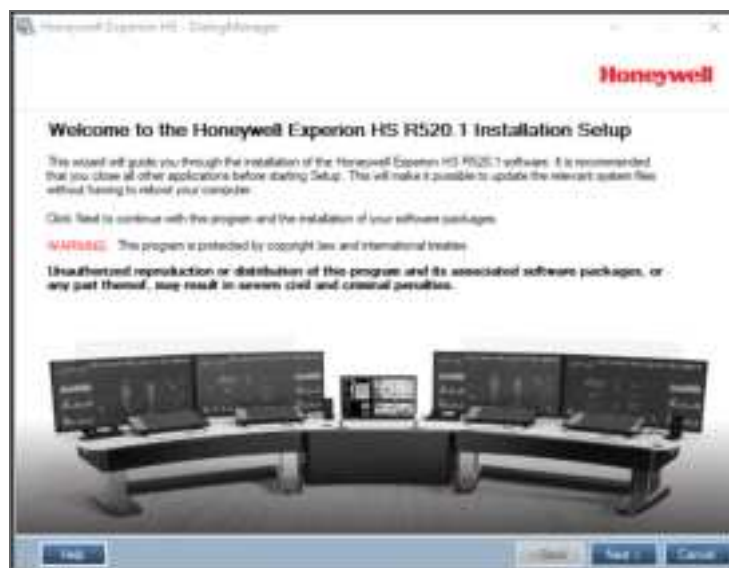 Honeywell Experion HS - DialogManager
Honeywell
Welcome to the Honeywell Experion HS R520.1 Installation Setup
This wizard will guide you through the installation of the Honeywell Experion HS R520.1 software. It is recommended
that you close all other applications before starting Setup. This will make it possible to update the relevant system files
without having to reboot your computer.
Click Next to continue with this program and the installation of your software packages.
WARNING: This program is protected by copyright law and international treaties.
Unauthorized reproduction or distribution of this program and its associated software packages, or
any part thereof, may result in severe civil and criminal penalties.
Help
< Back
Next >
Cancel